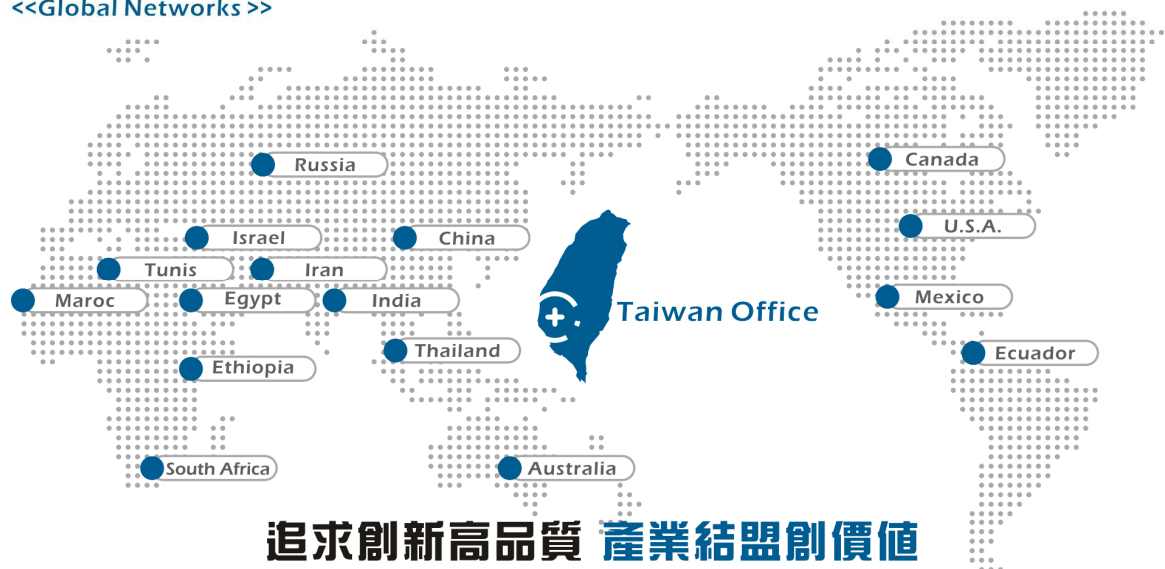 <<Global Networks >>
Russia
Canada
Israel
China
U.S.A.
Tunis
Iran
Maroc
Egypt
India
Taiwan Office
Mexico
Thailand
Ecuador
Ethiopia
South Africa
Australia
追求創新高品質 產業結盟創價值